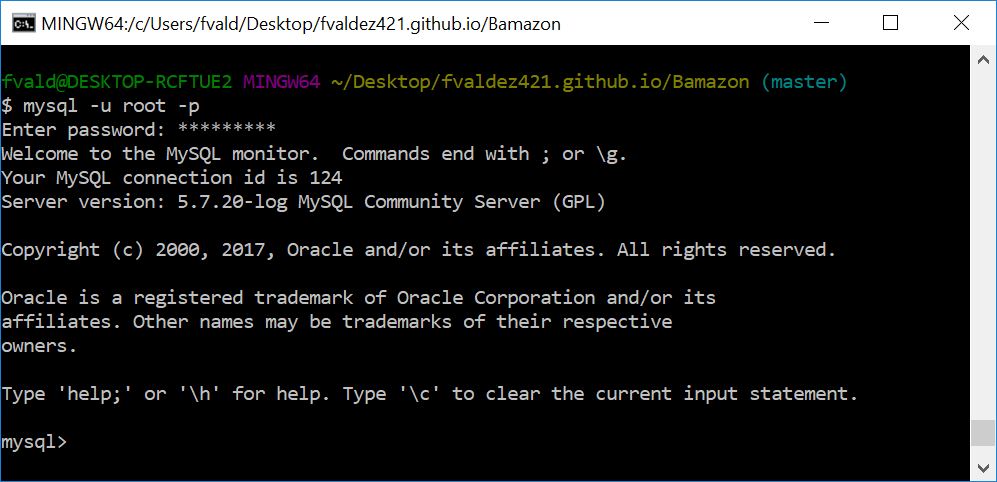 MINGW64:/c/Users/fvald/Desktop/fvaldez421.github.io/Bamazon
fvald@DESKTOP-RCFTUE2 MINGW64 ~/Desktop/fvaldez421.github.io/Bamazon (master)
$ mysql -u root -p
Enter password: *********
Welcome to the MySQL monitor.  Commands end with ; or \g.
Your MySQL connection id is 124
Server version: 5.7.20-log MySQL Community Server (GPL)
Copyright (c) 2000, 2017, Oracle and/or its affiliates. All rights reserved.
Oracle is a registered trademark of Oracle Corporation and/or its
affiliates. Other names may be trademarks of their respective
owners.
Type 'help;' or '\h' for help. Type '\c' to clear the current input statement.
mysql>